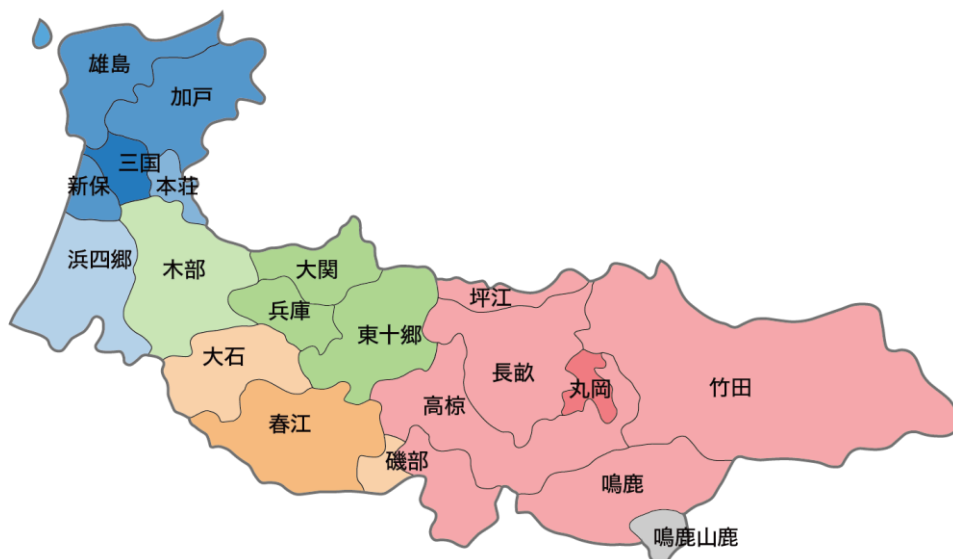 雄島
加戸
三国
新保
本荘
浜四郷
木部
大関
坪江
兵庫
東十郷
大石
長畝
丸岡
竹田
高椋
春江
磯部
鳴鹿
鳴鹿山鹿